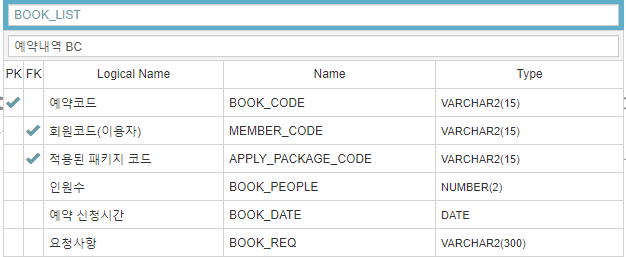 BOOK_LIST
예약내역 BC
PK FK Logical Name Name Type
예약코드 BOOK_CODE VARCHAR2(15)
회원코드(이용자) MEMBER_CODE VARCHAR2(15)
적용된 패키지 코드 APPLY_PACKAGE_CODE VARCHAR2(15)
인원수 BOOK_PEOPLE NUMBER(2)
예약 신청시간 BOOK_DATE DATE
요청사항 BOOK_REQ VARCHAR2(300)